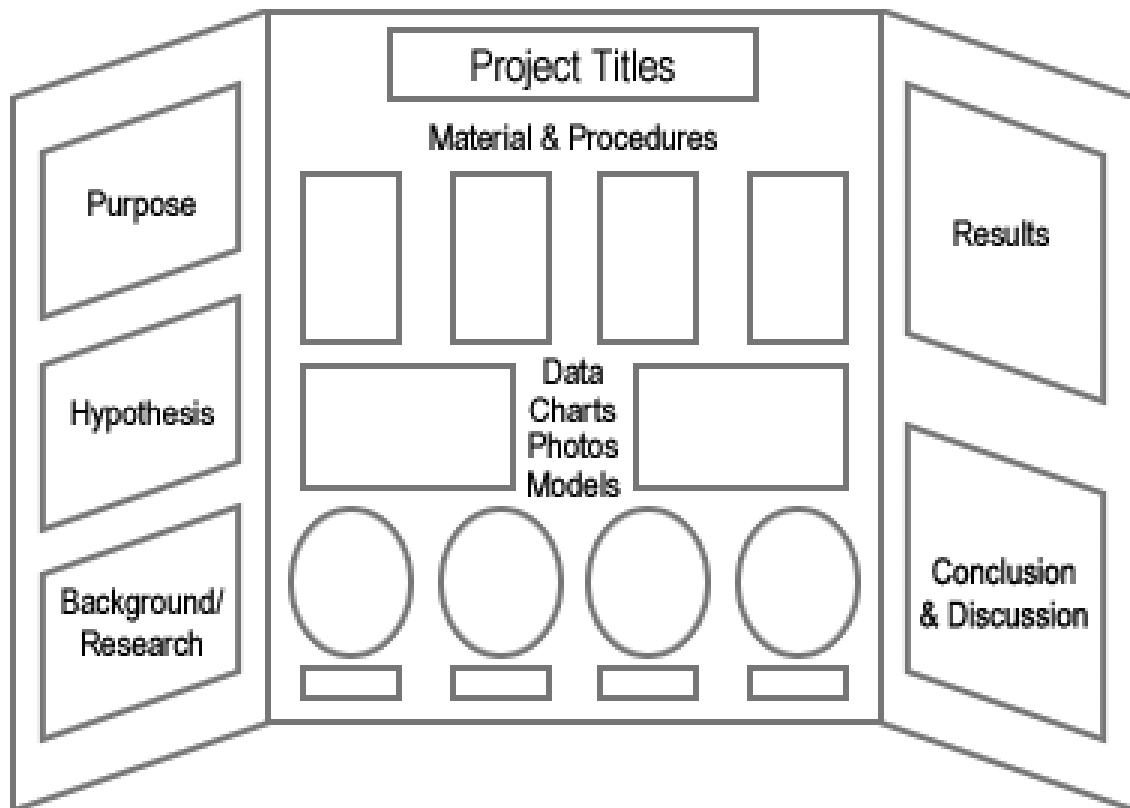 Project Titles
Material & Procedures
Purpose
Hypothesis
Background/
Research
Data
Charts
Photos
Models
Results
Conclusion
& Discussion